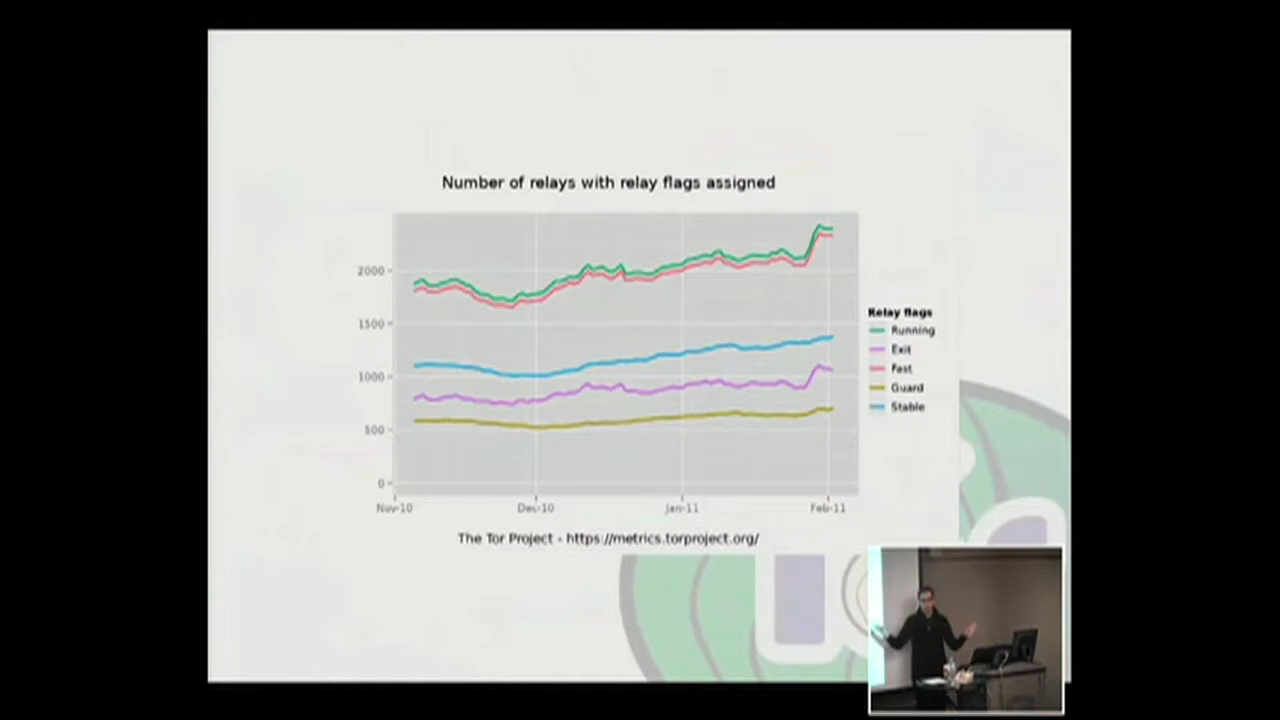 Number of relays with relay flags assigned
2000
1500
1000
500
0
Nov-10 Dec-10 Jan-11 Feb-11
Relay flags
Running
Exit
Fast
Guard
Stable
The Tor Project - https://metrics.torproject.org/